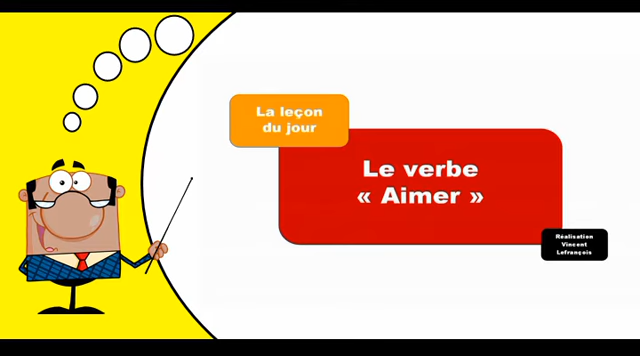 La leçon
du jour
Le verbe
« Aimer »
Réalisation
Vincent
Lefrançois